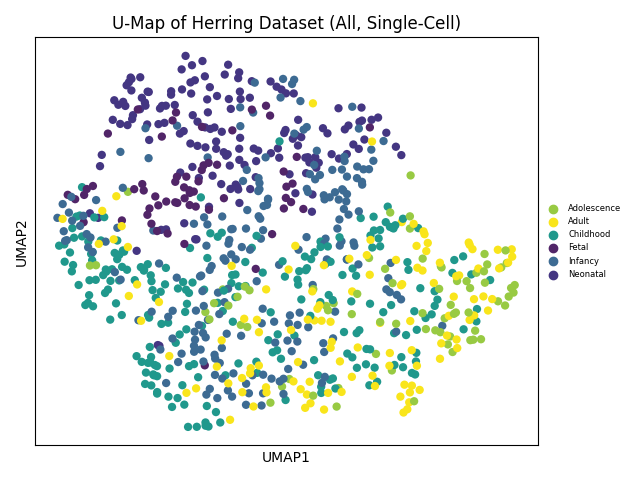 U-Map of Herring Dataset (All, Single-Cell)
UMAP2
Adolescence
Adult
Childhood
Fetal
Infancy
Neonatal
UMAP1